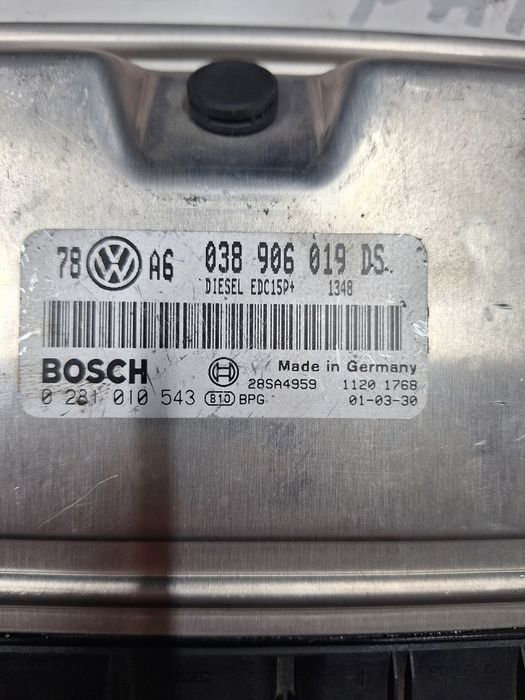 78 VW A6 038 906 019 DS
DIESEL EDC15P+ 1348
BOSCH Made in Germany
28SA4959 1120 1768
0 281 010 543 810 BPG 01-03-30